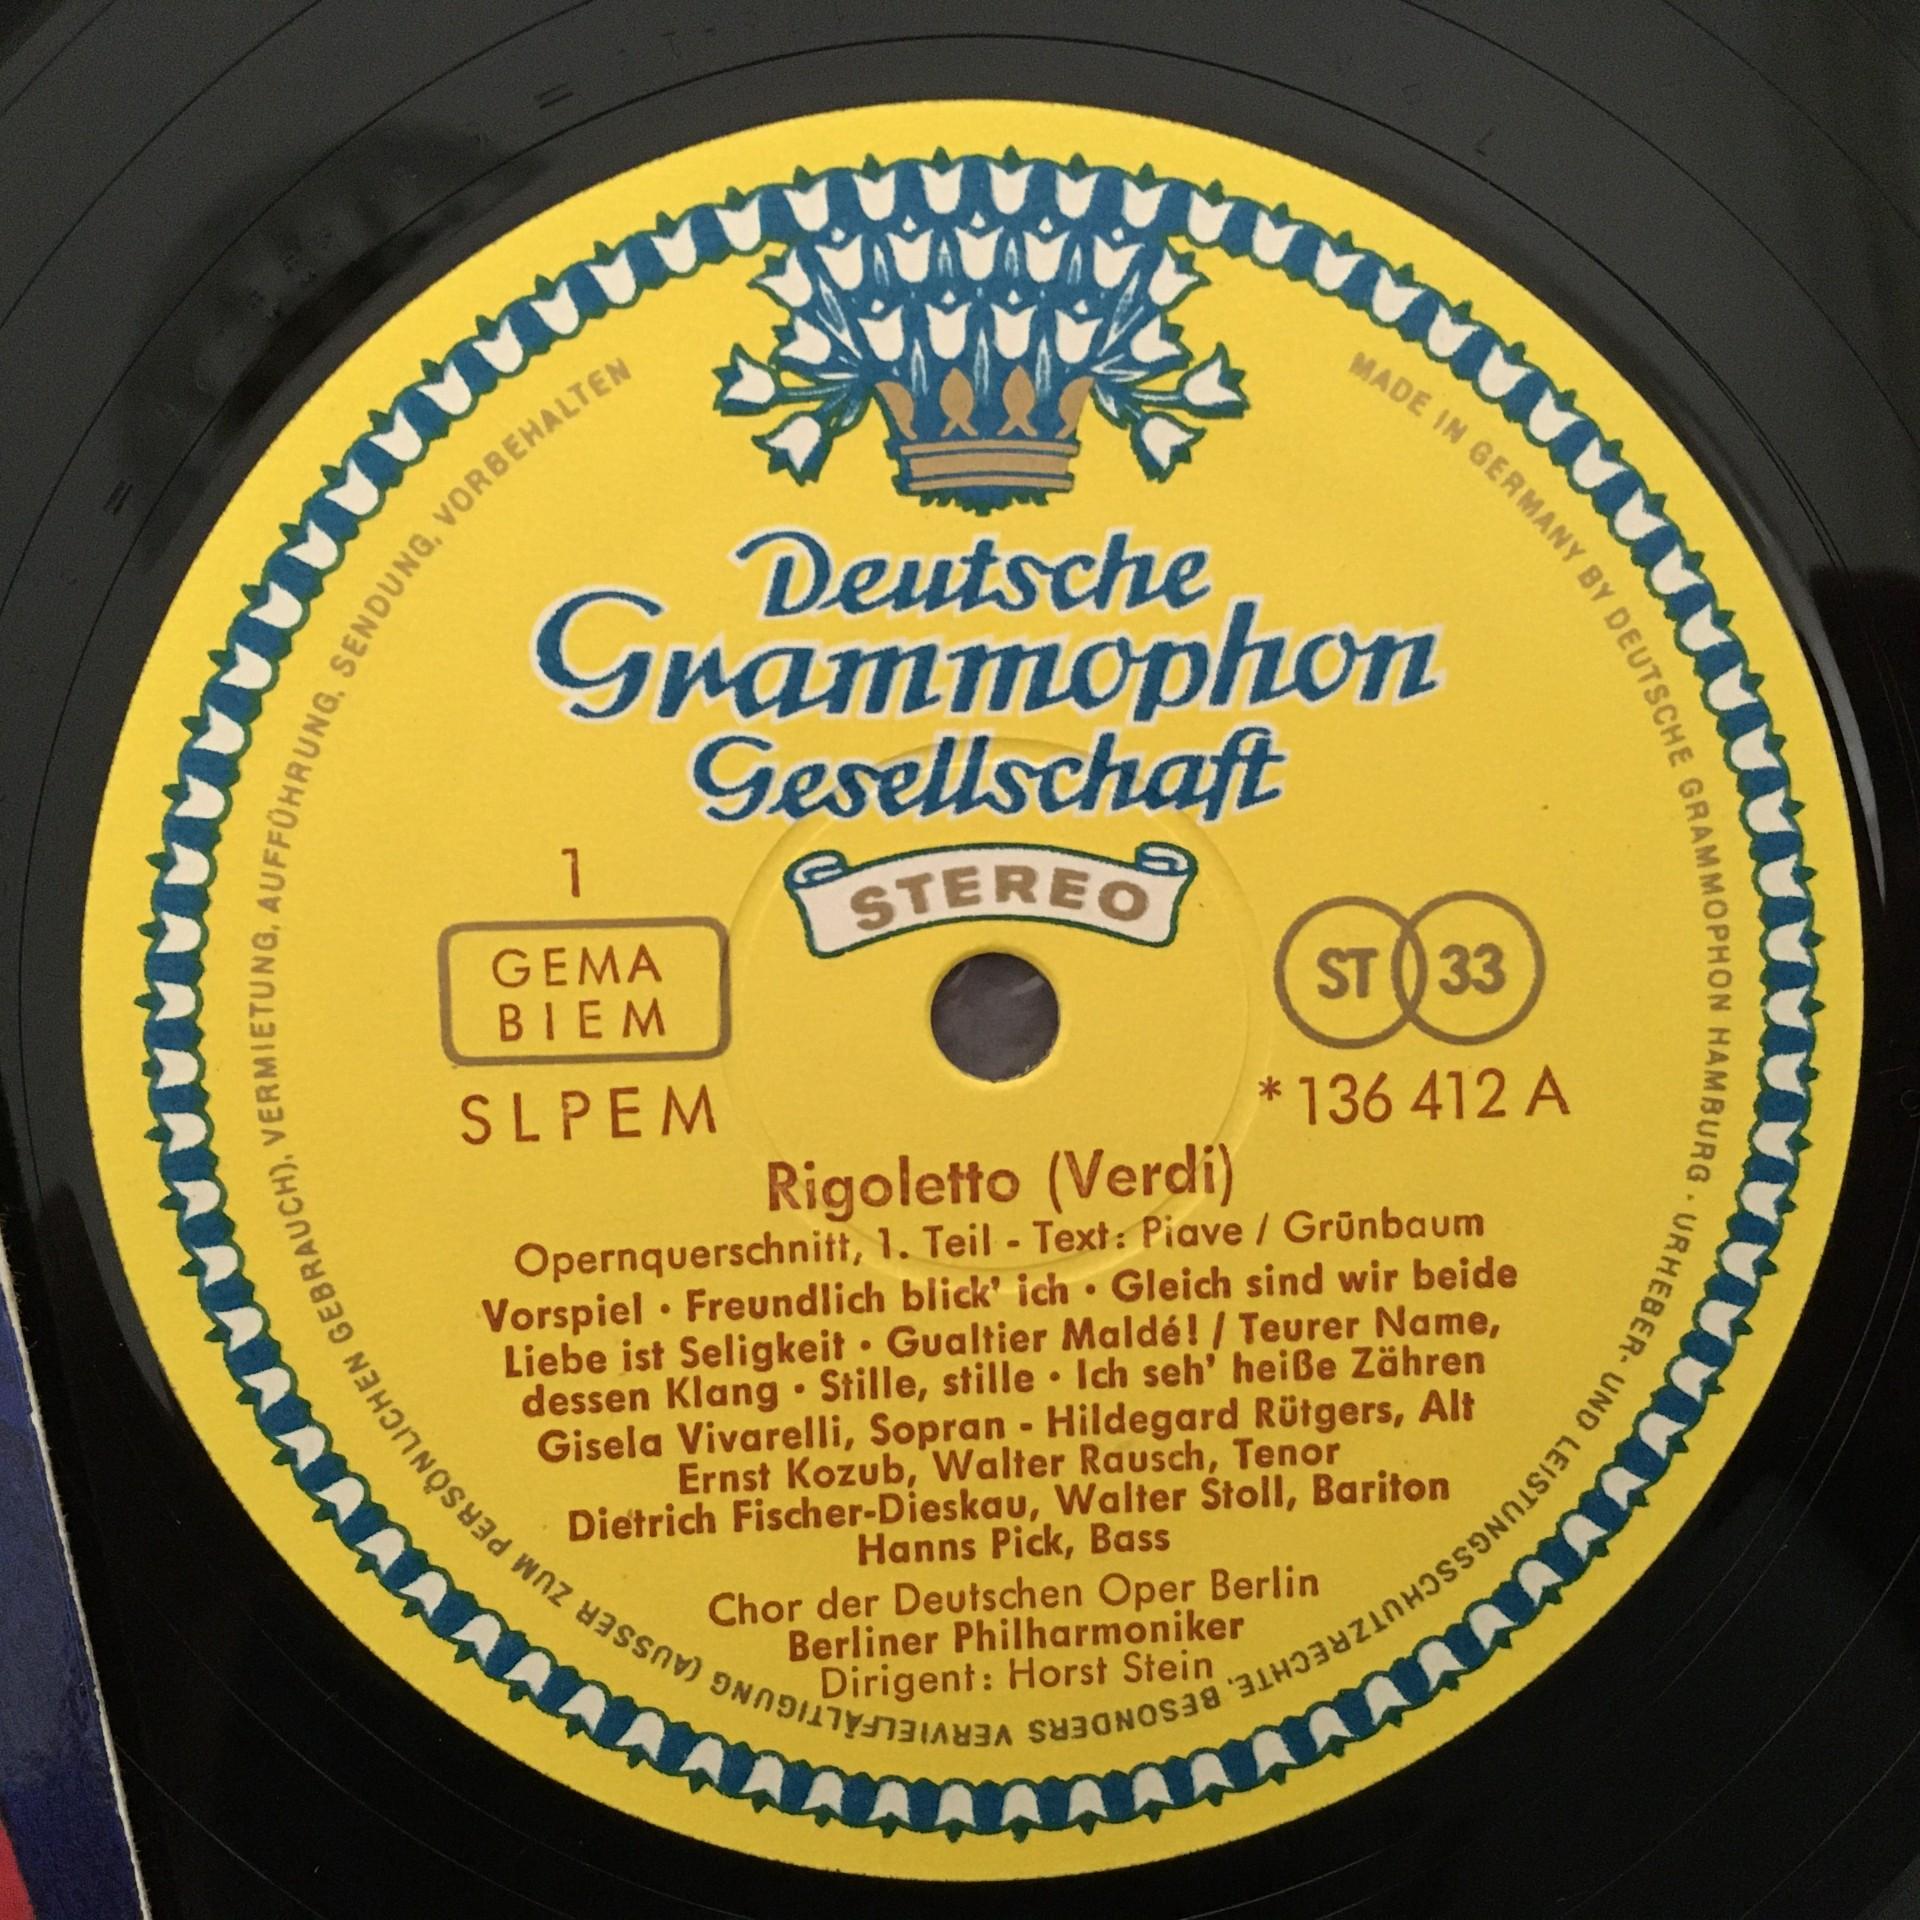 Deutsche
Grammophon
Gesellschaft
STEREO
1
GEMA
BIEM
SLPEM
ST 33
* 136 412 A
Rigoletto (Verdi)
Opernquerschnitt, 1. Teil - Text: Piave / Grünbaum
Vorspiel · Freundlich blick' ich · Gleich sind wir beide
Liebe ist Seligkeit · Gualtier Maldé! / Teurer Name,
dessen Klang · Stille, stille · Ich seh' heiße Zähren
Gisela Vivarelli, Sopran - Hildegard Rütgers, Alt
Ernst Kozub, Walter Rausch, Tenor
Dietrich Fischer-Dieskau, Walter Stoll, Bariton
Hanns Pick, Bass
Chor der Deutschen Oper Berlin
Berliner Philharmoniker
Dirigent: Horst Stein
MADE IN GERMANY BY DEUTSCHE GRAMMOPHON HAMBURG · URHEBER- UND LEISTUNGSSCHUTZRECHTE, BESONDERS VERVIELFÄLTIGUNG (AUSSER ZUM PERSÖNLICHEN GEBRAUCH), VERMIETUNG, AUFFÜHRUNG, SENDUNG, VORBEHALTEN